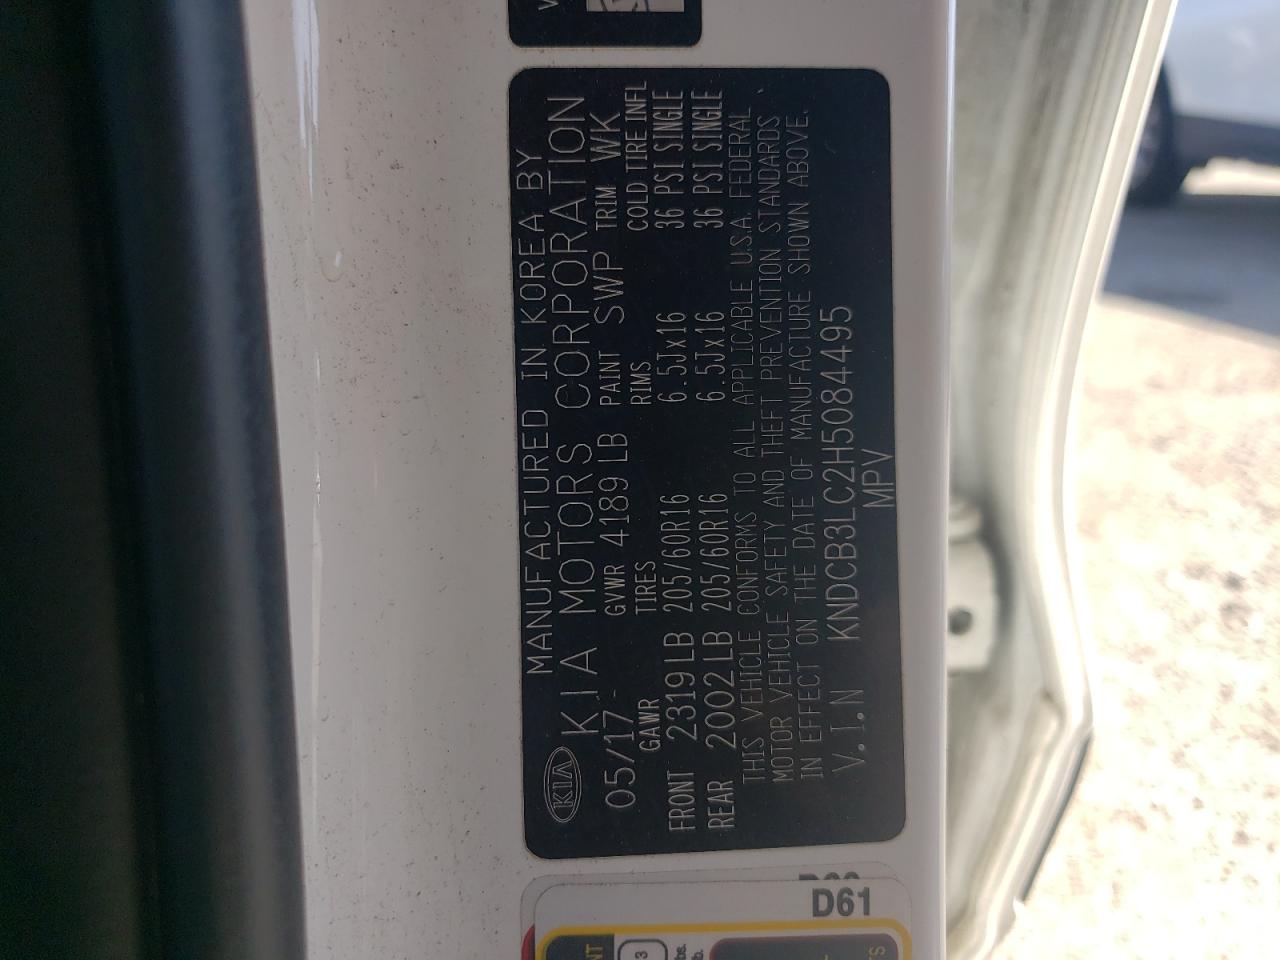 MANUFACTURED IN KOREA BY
KIA KIA MOTORS CORPORATION
05/17 GVWR 4189 LB PAINT SWP TRIM WK
GAWR TIRES RIMS COLD TIRE INFL
FRONT 2319 LB 205/60R16 6.5Jx16 36 PSI SINGLE
REAR 2002 LB 205/60R16 6.5Jx16 36 PSI SINGLE
THIS VEHICLE CONFORMS TO ALL APPLICABLE U.S.A. FEDERAL
MOTOR VEHICLE SAFETY AND THEFT PREVENTION STANDARDS
IN EFFECT ON THE DATE OF MANUFACTURE SHOWN ABOVE.
V.I.N KNDCB3LC2H5084495
MPV
D61